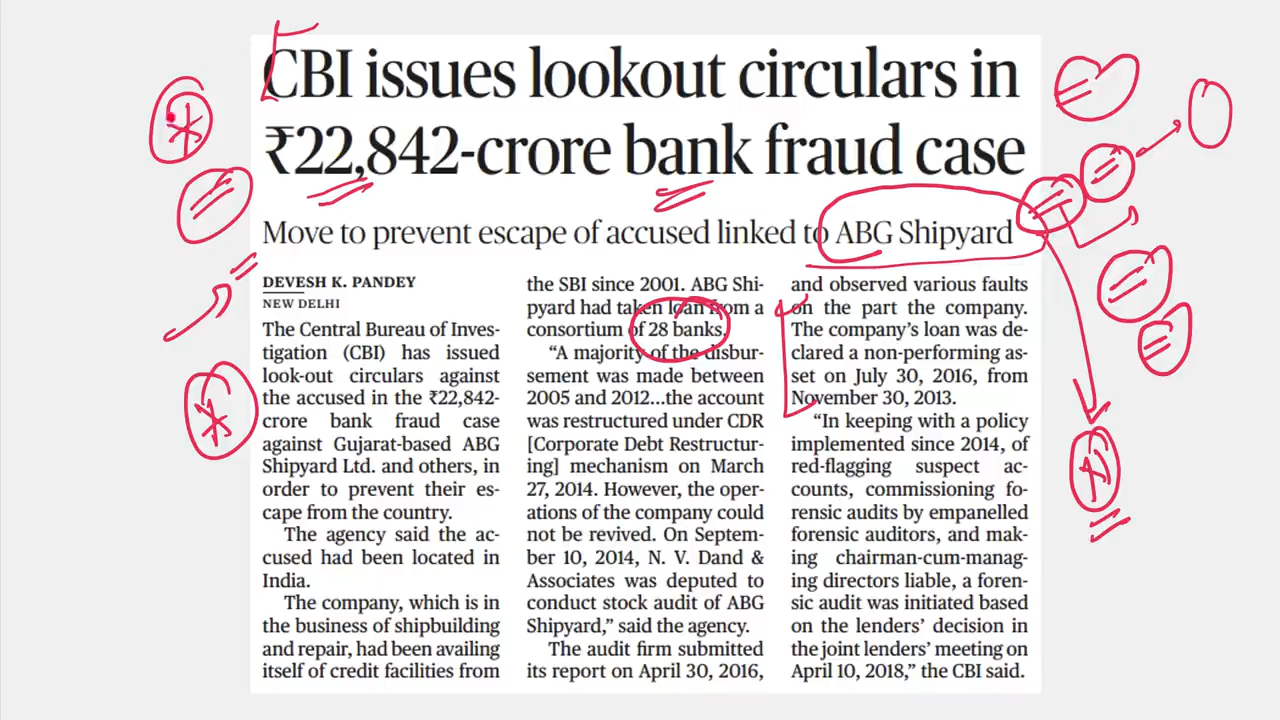 CBI issues lookout circulars in
₹22,842-crore bank fraud case
Move to prevent escape of accused linked to ABG Shipyard
DEVESH K. PANDEY
NEW DELHI
The Central Bureau of Inves-
tigation (CBI) has issued
look-out circulars against
the accused in the ₹22,842-
crore bank fraud case
against Gujarat-based ABG
Shipyard Ltd. and others, in
order to prevent their es-
cape from the country.
The agency said the ac-
cused had been located in
India.
The company, which is in
the business of shipbuilding
and repair, had been availing
itself of credit facilities from
the SBI since 2001. ABG Shi-
pyard had taken loan from a
consortium of 28 banks.
“A majority of the disbur-
sement was made between
2005 and 2012...the account
was restructured under CDR
[Corporate Debt Restructur-
ing] mechanism on March
27, 2014. However, the oper-
ations of the company could
not be revived. On Septem-
ber 10, 2014, N. V. Dand &
Associates was deputed to
conduct stock audit of ABG
Shipyard,” said the agency.
The audit firm submitted
its report on April 30, 2016,
and observed various faults
on the part the company.
The company’s loan was de-
clared a non-performing as-
set on July 30, 2016, from
November 30, 2013.
“In keeping with a policy
implemented since 2014, of
red-flagging suspect ac-
counts, commissioning fo-
rensic audits by empanelled
forensic auditors, and mak-
ing chairman-cum-manag-
ing directors liable, a foren-
sic audit was initiated based
on the lenders’ decision in
the joint lenders’ meeting on
April 10, 2018,” the CBI said.